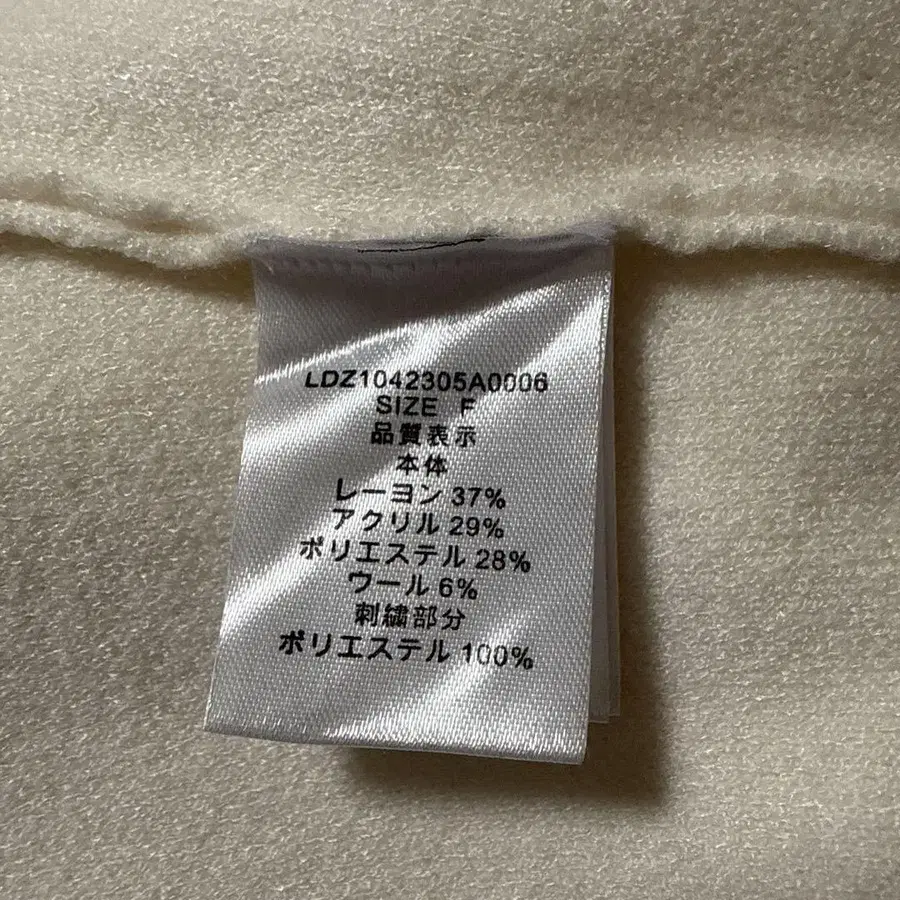 LDZ1042305A0006
SIZE F
品質表示
本体
レーヨン 37%
アクリル 29%
ポリエステル 28%
ウール 6%
刺繍部分
ポリエステル 100%